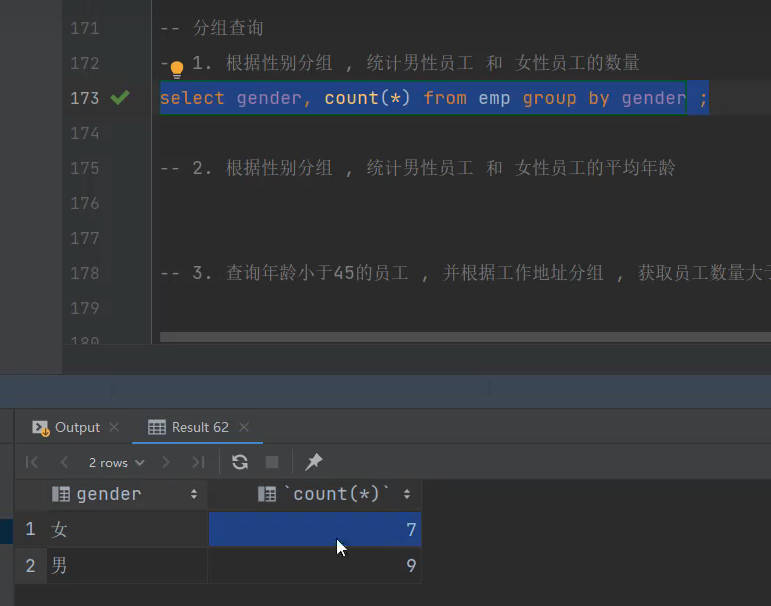 171 -- 分组查询
172 -- 1. 根据性别分组 , 统计男性员工 和 女性员工的数量
173 select gender, count(*) from emp group by gender ;
174
175 -- 2. 根据性别分组 , 统计男性员工 和 女性员工的平均年龄
176
177
178 -- 3. 查询年龄小于45的员工 , 并根据工作地址分组 , 获取员工数量大于
179
180
Output Result 62
2 rows
gender `count(*)`
1 女 7
2 男 9